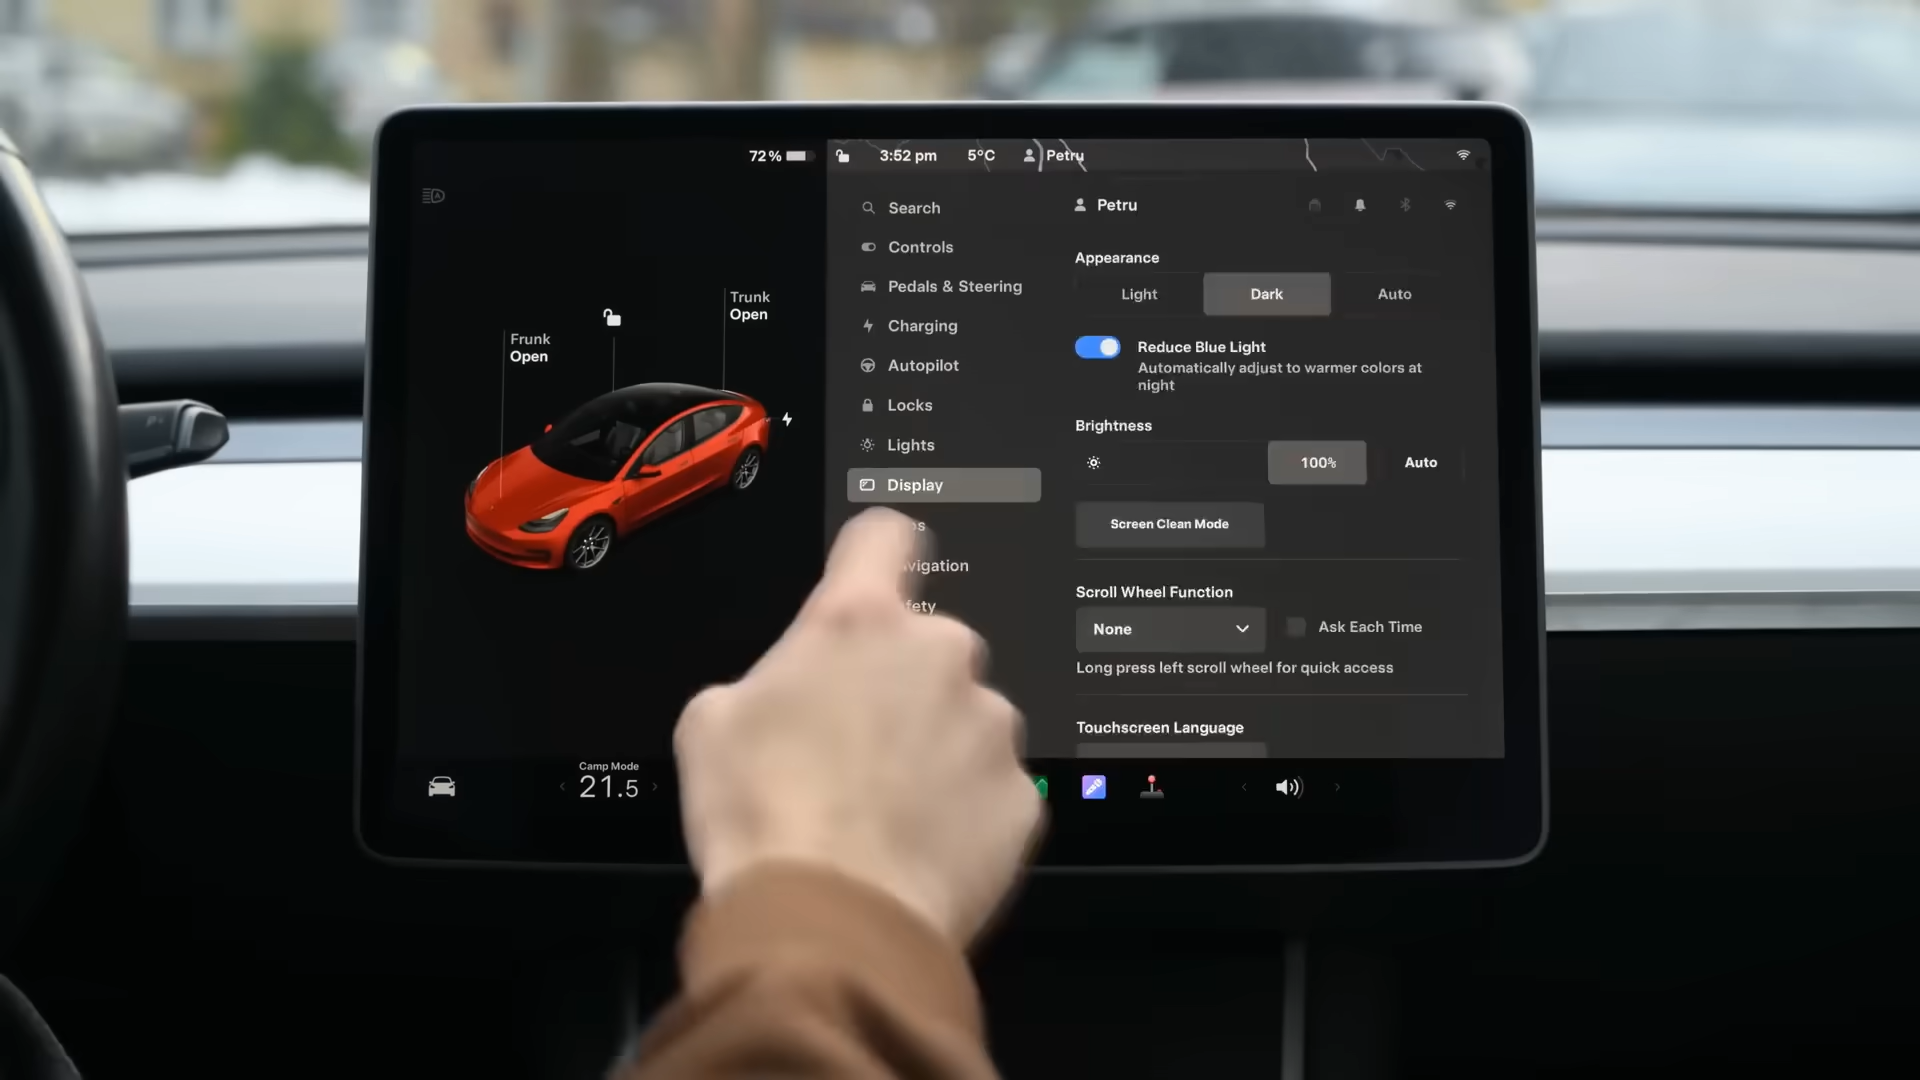 72%
3:52 pm
5°C
Petru
Frunk
Open
Trunk
Open
Camp Mode
21.5
Search
Controls
Pedals & Steering
Charging
Autopilot
Locks
Lights
Display
Petru
Appearance
Light
Dark
Auto
Reduce Blue Light
Automatically adjust to warmer colors at
night
Brightness
100%
Auto
Screen Clean Mode
Scroll Wheel Function
None
Ask Each Time
Long press left scroll wheel for quick access
Touchscreen Language